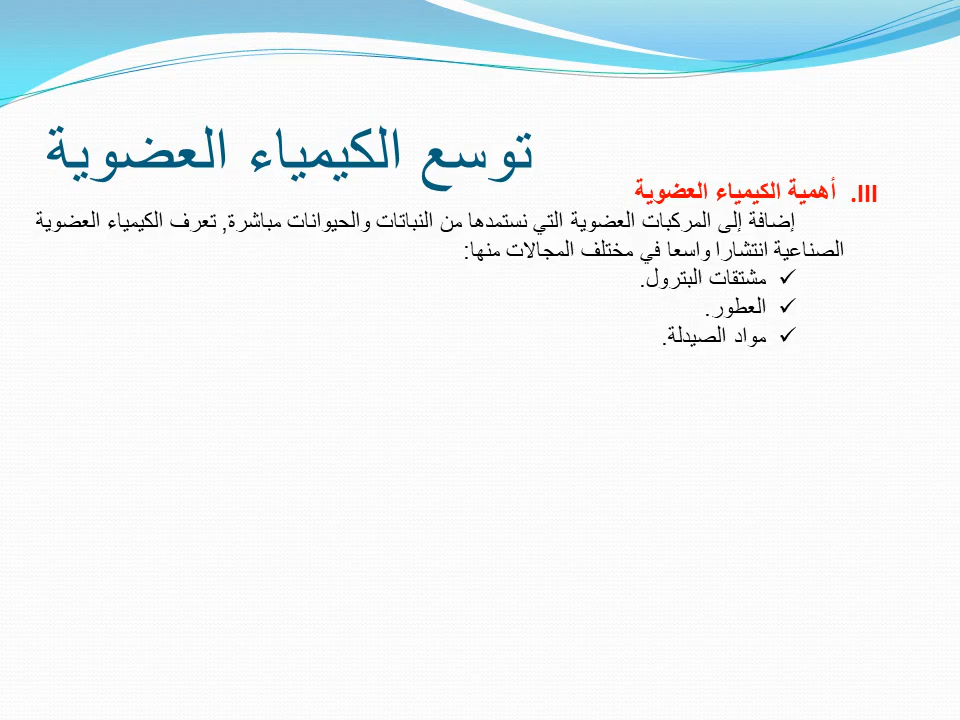 توسع الكيمياء العضوية
III. أهمية الكيمياء العضوية
إضافة إلى المركبات العضوية التي نستمدها من النباتات والحيوانات مباشرة, تعرف الكيمياء العضوية
الصناعية انتشارا واسعا في مختلف المجالات منها:
✓ مشتقات البترول.
✓ العطور.
✓ مواد الصيدلة.